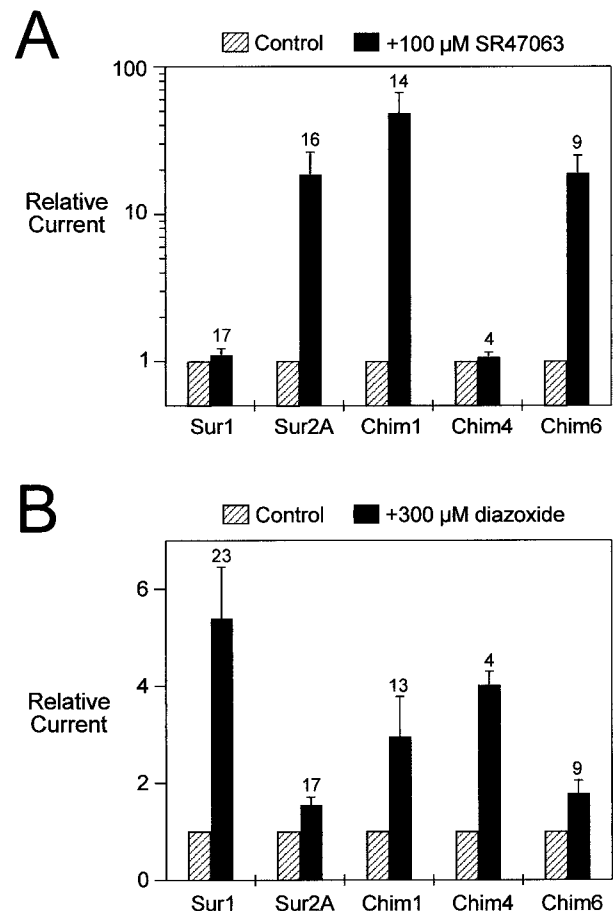 A
Control +100 µM SR47063
100
14
16
9
Relative
Current
10
17
4
1
Sur1 Sur2A Chim1 Chim4 Chim6
B
Control +300 µM diazoxide
23
6
4
13
Relative
Current
4
9
17
2
0
Sur1 Sur2A Chim1 Chim4 Chim6